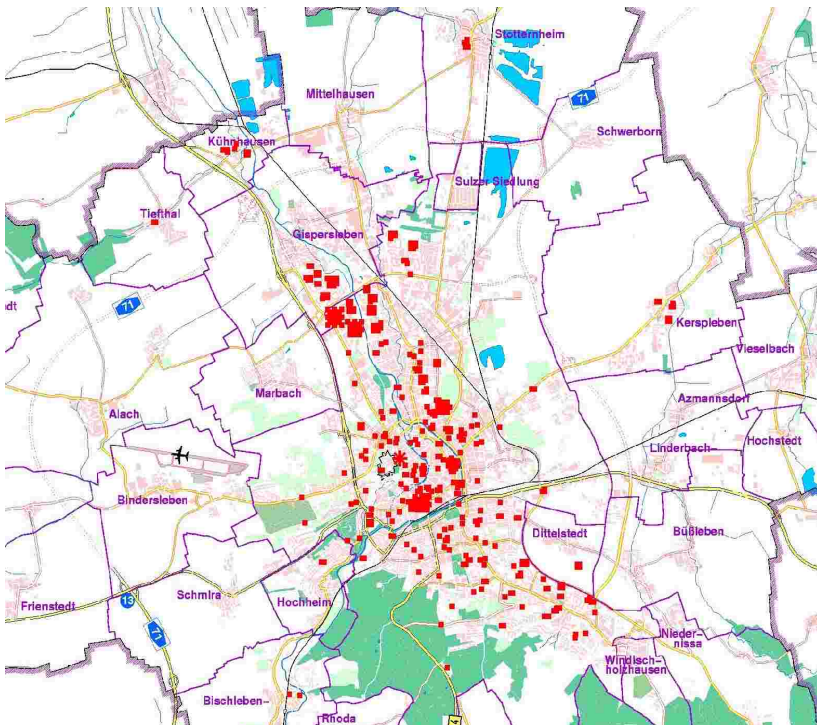 Stotternheim
Mittelhausen
71
Schwerborn
Kühnhausen
Sulzer Siedlung
Tiefthal
Gispersleben
71
Kerspleben
Vieselbach
Marbach
Azmannsdorf
Alach
Hochstedt
Linderbach
Bindersleben
Dittelstedt
Büßleben
Frienstedt
13
Schmira
Hochheim
71
Nieder-
nissa
Windisch-
holzhausen
Bischleben
Rhoda